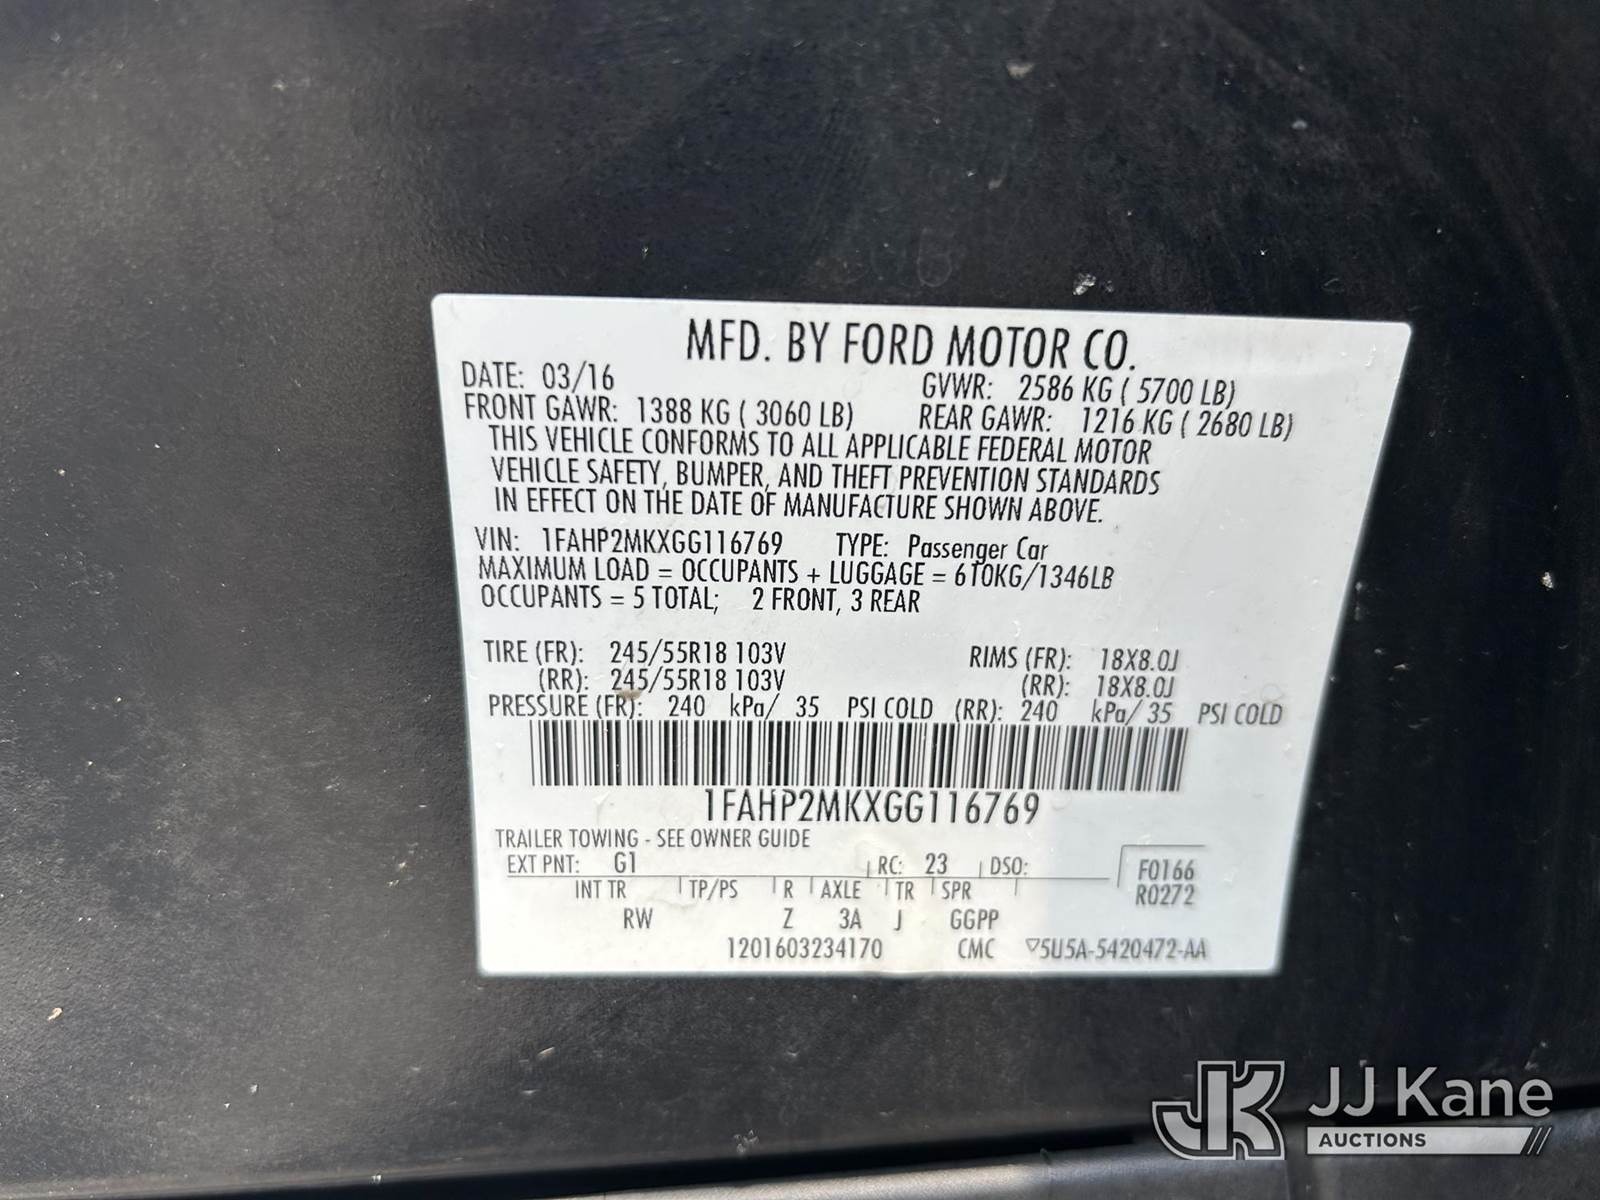 MFD. BY FORD MOTOR CO.
DATE: 03/16 GVWR: 2586 KG ( 5700 LB)
FRONT GAWR: 1388 KG ( 3060 LB) REAR GAWR: 1216 KG ( 2680 LB)
THIS VEHICLE CONFORMS TO ALL APPLICABLE FEDERAL MOTOR
VEHICLE SAFETY, BUMPER, AND THEFT PREVENTION STANDARDS
IN EFFECT ON THE DATE OF MANUFACTURE SHOWN ABOVE.
VIN: 1FAHP2MKXGG116769 TYPE: Passenger Car
MAXIMUM LOAD = OCCUPANTS + LUGGAGE = 610KG/1346LB
OCCUPANTS = 5 TOTAL; 2 FRONT, 3 REAR
TIRE (FR): 245/55R18 103V RIMS (FR): 18X8.0J
(RR): 245/55R18 103V (RR): 18X8.0J
PRESSURE (FR): 240 kPa/ 35 PSI COLD (RR): 240 kPa/ 35 PSI COLD
1FAHP2MKXGG116769
TRAILER TOWING - SEE OWNER GUIDE
EXT PNT: G1 RC: 23 DSO: F0166
INT TR TP/PS R AXLE TR SPR R0272
RW Z 3A J GGPP
1201603234170 CMC ▽5U5A-5420472-AA
JK JJ Kane
AUCTIONS